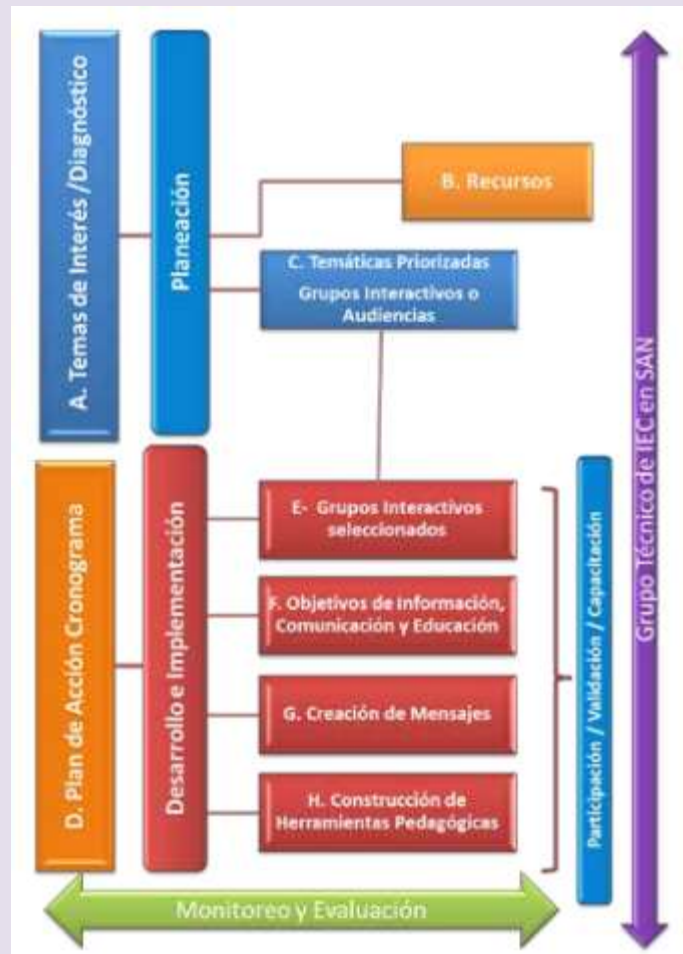 A. Temas de Interés /Diagnóstico
Planeación
B. Recursos
C. Temáticas Priorizadas
Grupos Interactivos o
Audiencias
D. Plan de Acción Cronograma
Desarrollo e Implementación
E- Grupos Interactivos
seleccionados
F. Objetivos de Información,
Comunicación y Educación
G. Creación de Mensajes
H. Construcción de
Herramientas Pedagógicas
Participación / Validación / Capacitación
Grupo Técnico de IEC en SAN
Monitoreo y Evaluación